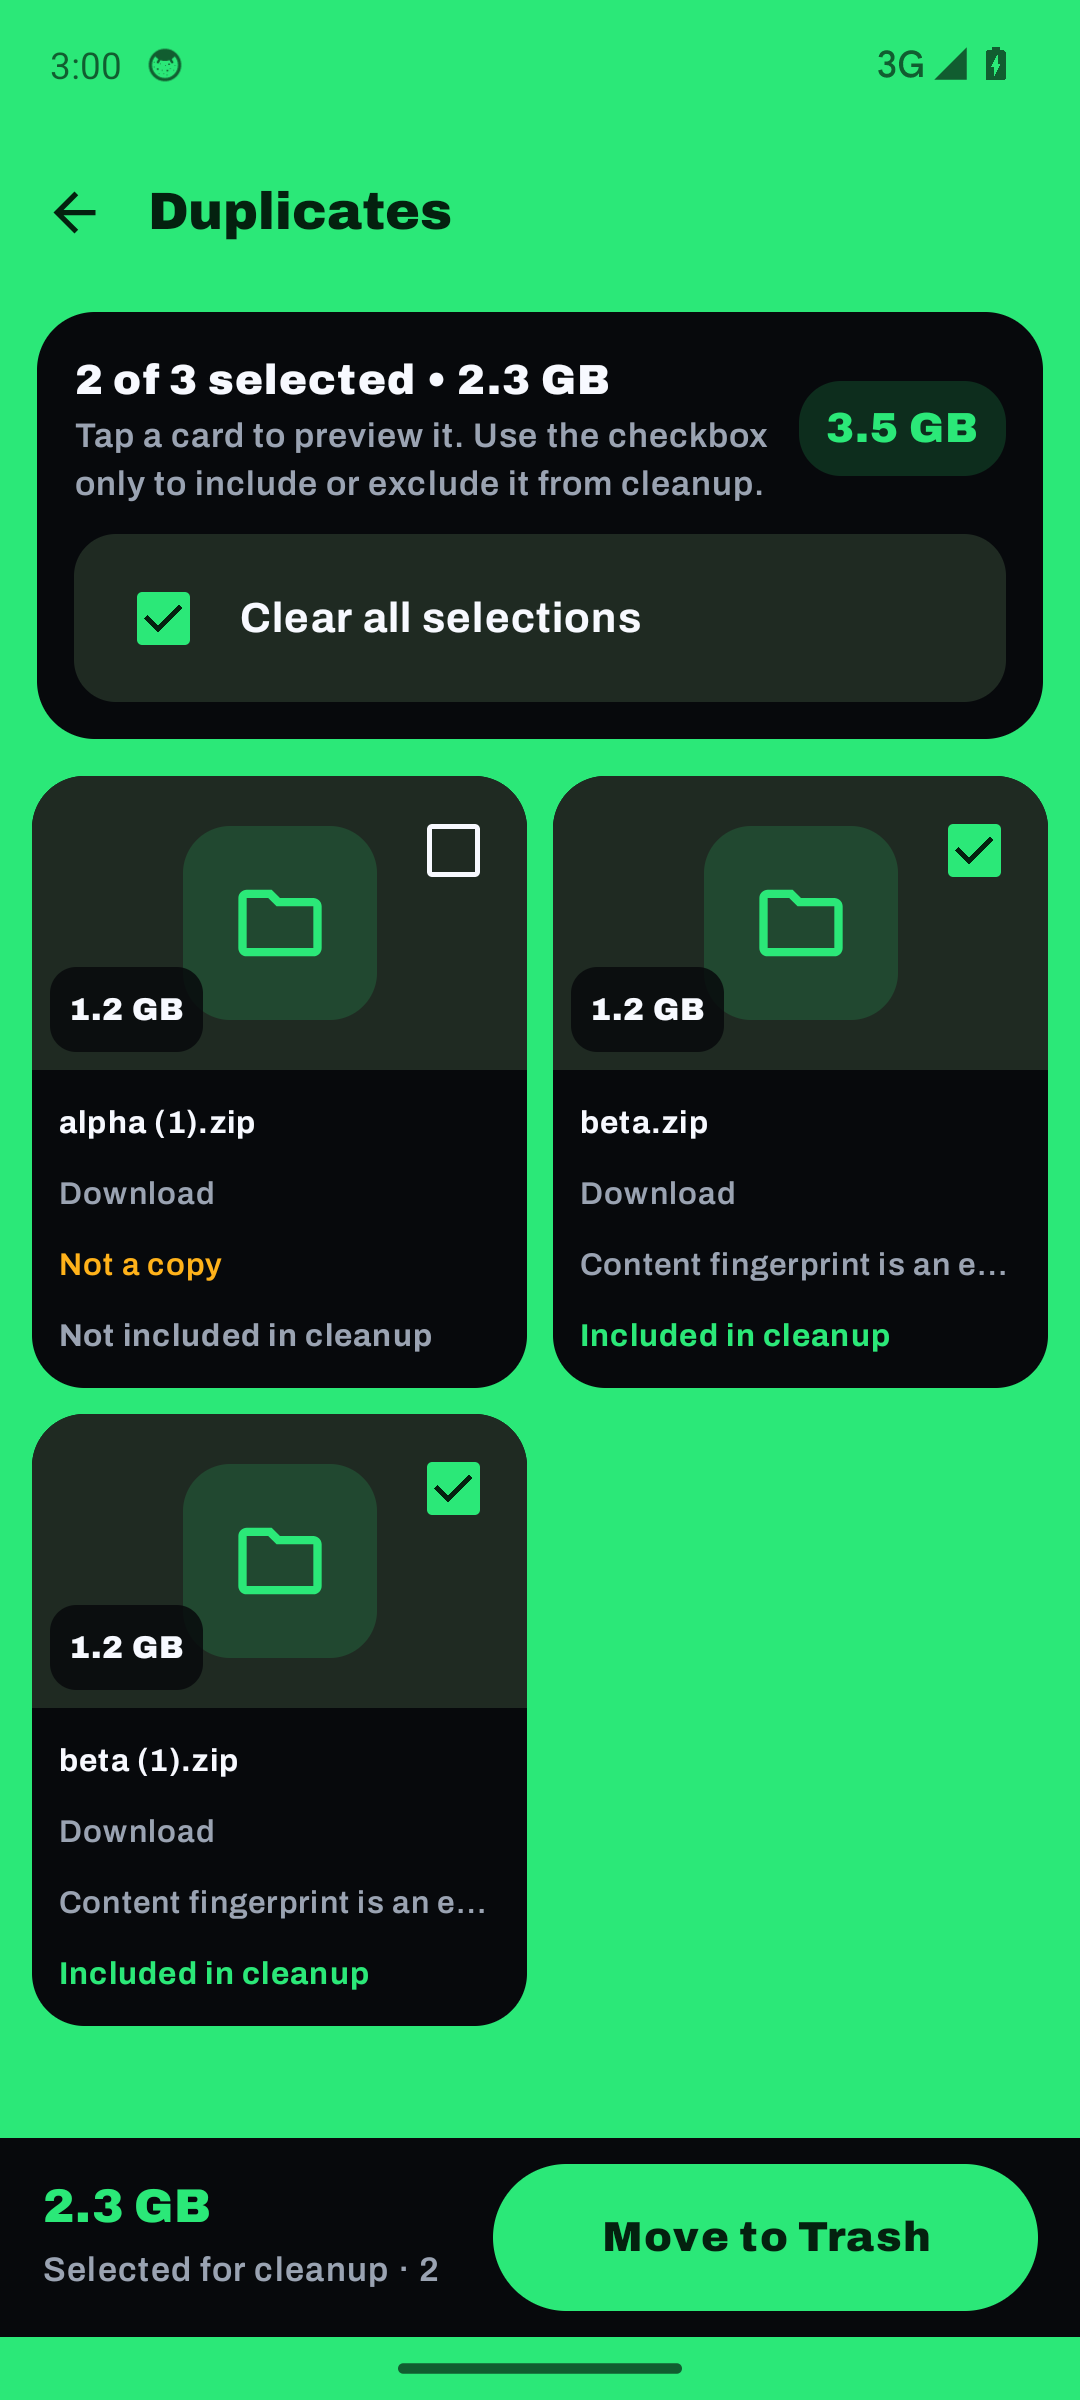 3:00
3G
Duplicates
2 of 3 selected • 2.3 GB
Tap a card to preview it. Use the checkbox
only to include or exclude it from cleanup.
3.5 GB
Clear all selections
1.2 GB
alpha (1).zip
Download
Not a copy
Not included in cleanup
1.2 GB
beta.zip
Download
Content fingerprint is an e...
Included in cleanup
1.2 GB
beta (1).zip
Download
Content fingerprint is an e...
Included in cleanup
2.3 GB
Selected for cleanup · 2
Move to Trash